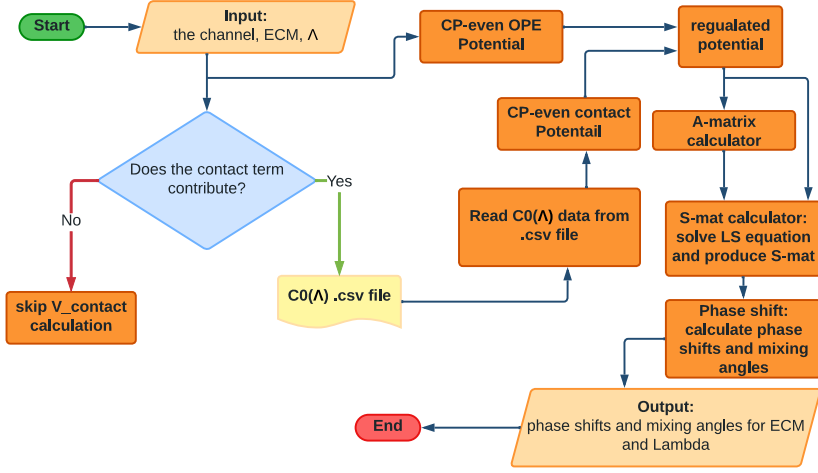 Start
Input:
the channel, ECM, Λ
CP-even OPE
Potential
regualated
potential
CP-even contact
Potentail
A-matrix
calculator
Does the contact term
contribute?
Yes
No
Read C0(Λ) data from
.csv file
S-mat calculator:
solve LS equation
and produce S-mat
skip V_contact
calculation
C0(Λ) .csv file
Phase shift:
calculate phase
shifts and mixing
angles
Output:
phase shifts and mixing angles for ECM
and Lambda
End